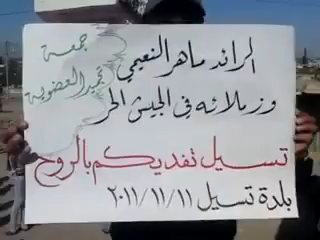 جمعة
تجميد العضوية
الرائد ماهر النعيمي
وزملائه في الجيش الحر
تسيل تفديكم بالروح
بلدة تسيل ٢٠١١/١١/١١